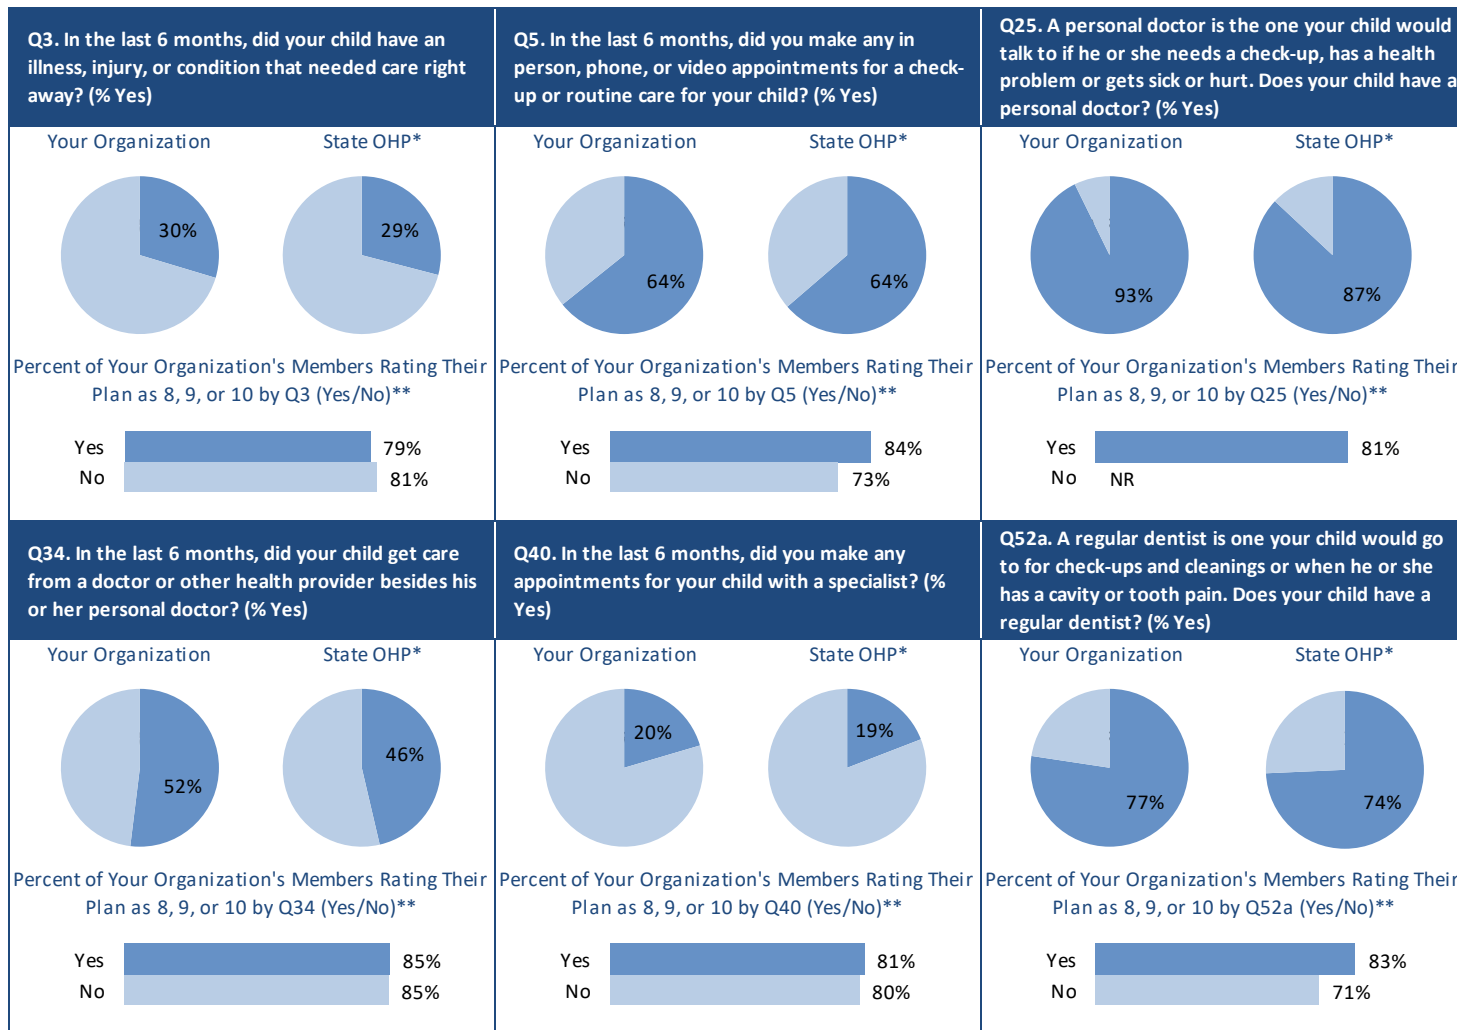 Q3. In the last 6 months, did your child have an
illness, injury, or condition that needed care right
away? (% Yes)
Your Organization
State OHP*
30%
29%
Percent of Your Organization's Members Rating Their
Plan as 8, 9, or 10 by Q3 (Yes/No)**
Yes
79%
No
81%
Q5. In the last 6 months, did you make any in
person, phone, or video appointments for a check-
up or routine care for your child? (% Yes)
Your Organization
State OHP*
64%
64%
Percent of Your Organization's Members Rating Their
Plan as 8, 9, or 10 by Q5 (Yes/No)**
Yes
84%
No
73%
Q25. A personal doctor is the one your child would
talk to if he or she needs a check-up, has a health
problem or gets sick or hurt. Does your child have a
personal doctor? (% Yes)
Your Organization
State OHP*
93%
87%
Percent of Your Organization's Members Rating Their
Plan as 8, 9, or 10 by Q25 (Yes/No)**
Yes
81%
No
NR
Q34. In the last 6 months, did your child get care
from a doctor or other health provider besides his
or her personal doctor? (% Yes)
Your Organization
State OHP*
52%
46%
Percent of Your Organization's Members Rating Their
Plan as 8, 9, or 10 by Q34 (Yes/No)**
Yes
85%
No
85%
Q40. In the last 6 months, did you make any
appointments for your child with a specialist? (%
Yes)
Your Organization
State OHP*
20%
19%
Percent of Your Organization's Members Rating Their
Plan as 8, 9, or 10 by Q40 (Yes/No)**
Yes
81%
No
80%
Q52a. A regular dentist is one your child would go
to for check-ups and cleanings or when he or she
has a cavity or tooth pain. Does your child have a
regular dentist? (% Yes)
Your Organization
State OHP*
77%
74%
Percent of Your Organization's Members Rating Their
Plan as 8, 9, or 10 by Q52a (Yes/No)**
Yes
83%
No
71%